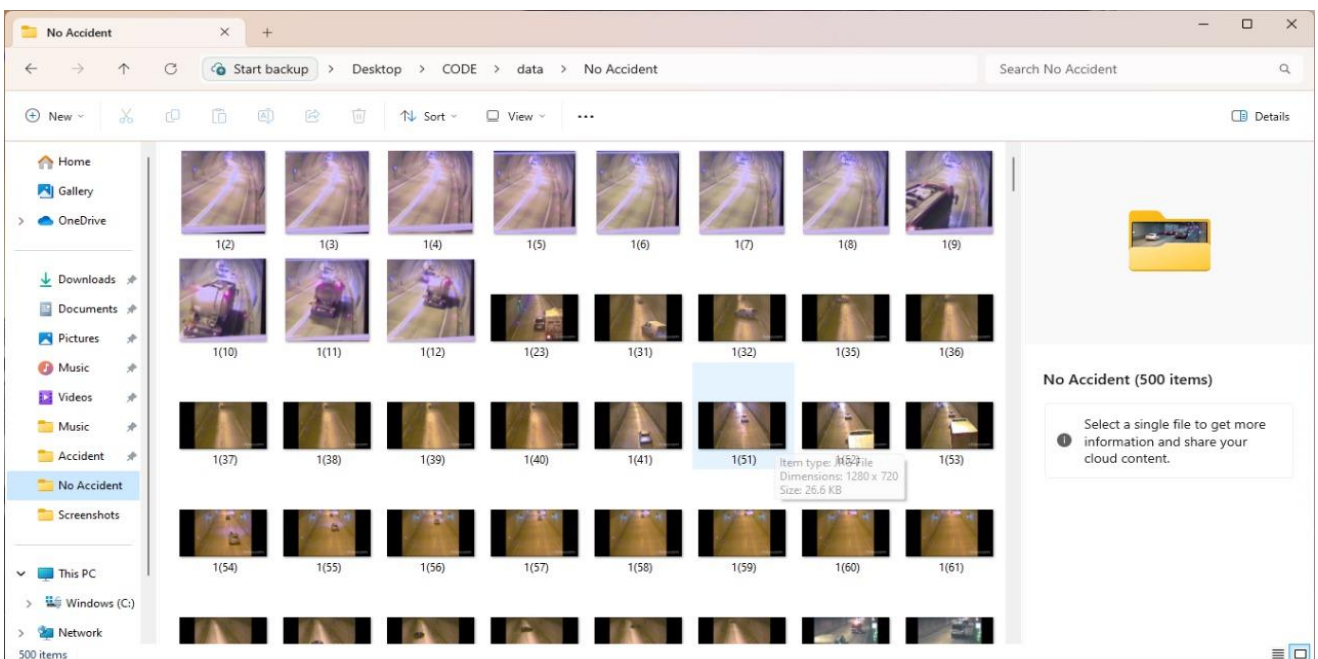 No Accident
Start backup > Desktop > CODE > data > No Accident
Search No Accident
New
Sort
View
Details
Home
Gallery
OneDrive
Downloads
Documents
Pictures
Music
Videos
Music
Accident
No Accident
Screenshots
This PC
Windows (C:)
Network
1(2) 1(3) 1(4) 1(5) 1(6) 1(7) 1(8) 1(9)
1(10) 1(11) 1(12) 1(23) 1(31) 1(32) 1(35) 1(36)
1(37) 1(38) 1(39) 1(40) 1(41) 1(51) 1(52) 1(53)
Item type: JPG File
Dimensions: 1280 x 720
Size: 26.6 KB
1(54) 1(55) 1(56) 1(57) 1(58) 1(59) 1(60) 1(61)
No Accident (500 items)
Select a single file to get more
information and share your
cloud content.
500 items